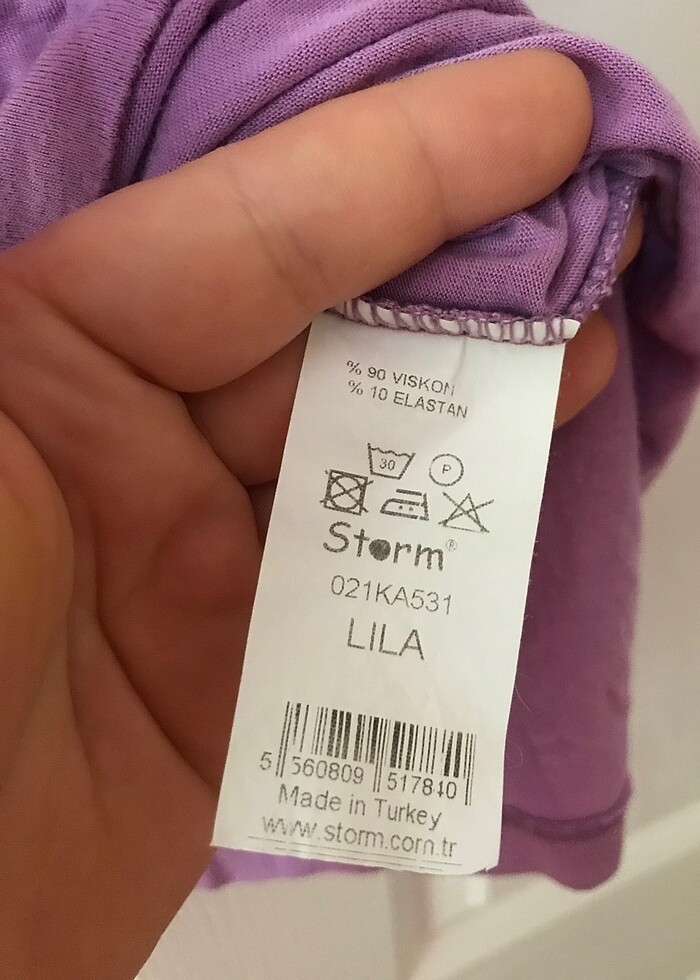 % 90 VISKON
% 10 ELASTAN
30 P
Storm®
021KA531
LILA
5 560809 517840
Made in Turkey
www.storm.com.tr